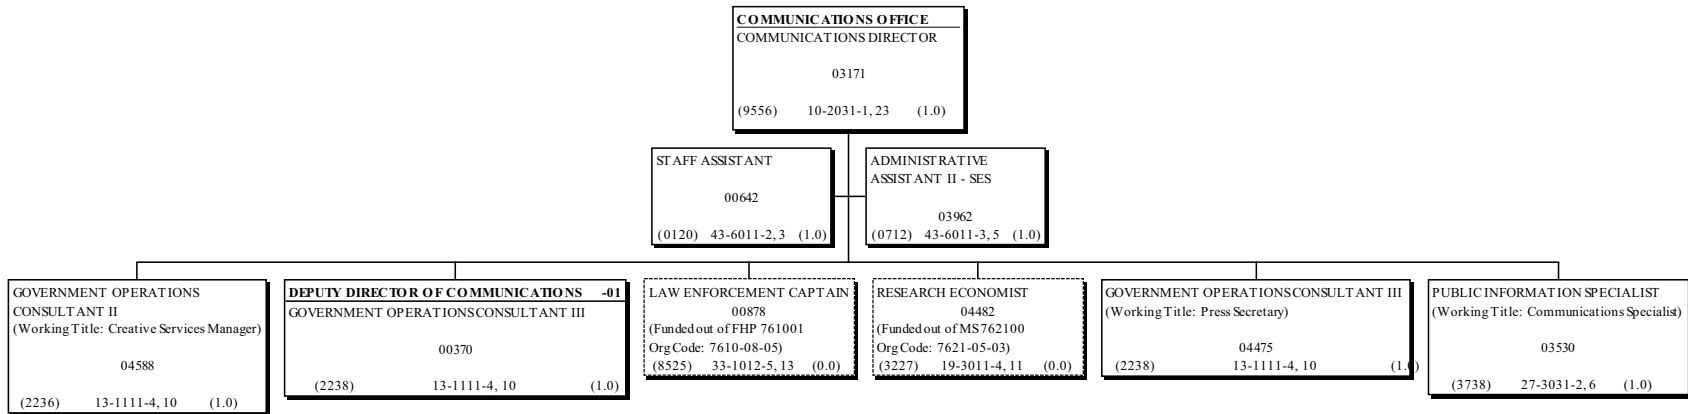 COMMUNICATIONS OFFICE
COMMUNICATIONS DIRECTOR
03171
(9556) 10-2031-1, 23 (1.0)
STAFF ASSISTANT
00642
(0120) 43-6011-2, 3 (1.0)
ADMINISTRATIVE
ASSISTANT II - SES
03962
(0712) 43-6011-3, 5 (1.0)
GOVERNMENT OPERATIONS
CONSULTANT II
(Working Title: Creative Services Manager)
04588
(2236) 13-1111-4, 10 (1.0)
DEPUTY DIRECTOR OF COMMUNICATIONS -01
GOVERNMENT OPERATIONS CONSULTANT III
00370
(2238) 13-1111-4, 10 (1.0)
LAW ENFORCEMENT CAPTAIN
00878
(Funded out of FHP 761001
Org Code: 7610-08-05)
(8525) 33-1012-5, 13 (0.0)
RESEARCH ECONOMIST
04482
(Funded out of MS 762100
Org Code: 7621-05-03)
(3227) 19-3011-4, 11 (0.0)
GOVERNMENT OPERATIONS CONSULTANT III
(Working Title: Press Secretary)
04475
(2238) 13-1111-4, 10 (1.0)
PUBLIC INFORMATION SPECIALIST
(Working Title: Communications Specialist)
03530
(3738) 27-3031-2, 6 (1.0)